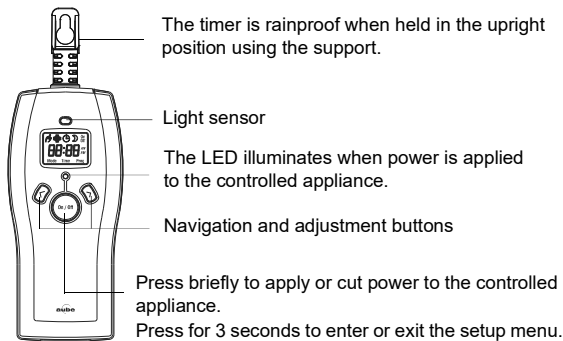 The timer is rainproof when held in the upright
position using the support.
Light sensor
88:88
Mode Time Prog
The LED illuminates when power is applied
to the controlled appliance.
On / Off
Navigation and adjustment buttons
Press briefly to apply or cut power to the controlled
appliance.
aube
Press for 3 seconds to enter or exit the setup menu.